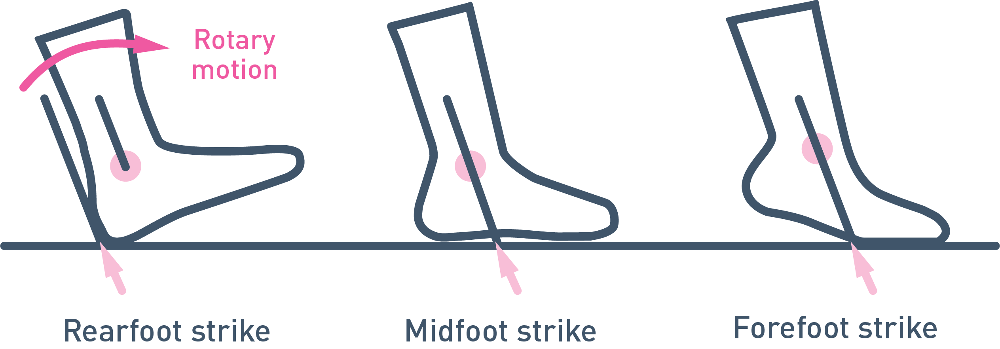 Rotary
motion
Rearfoot strike
Midfoot strike
Forefoot strike